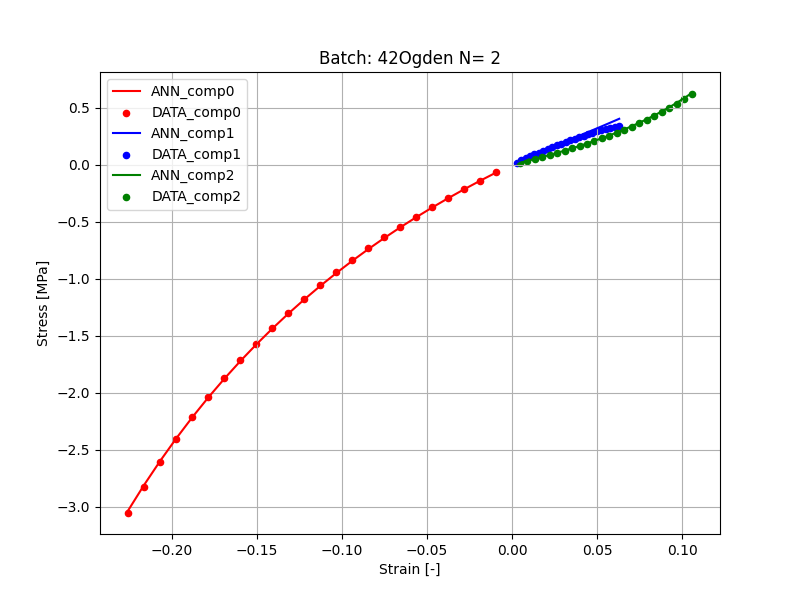 Batch: 42Ogden N= 2
ANN_comp0
DATA_comp0
ANN_comp1
DATA_comp1
ANN_comp2
DATA_comp2
0.5
0.0
−0.5
−1.0
−1.5
−2.0
−2.5
−3.0
Stress [MPa]
−0.20
−0.15
−0.10
−0.05
0.00
0.05
0.10
Strain [-]